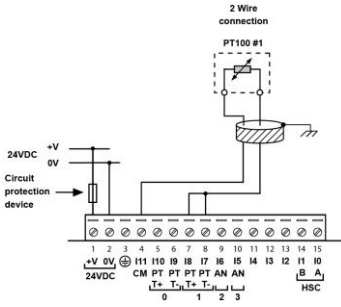 2 Wire
connection
PT100 #1
24VDC
+V
0V
Circuit
protection
device
1 2 3 4 5 6 7 8 9 10 11 12 13 14 15
+V 0V I11 I10 I9 I8 I7 I6 I5 I4 I3 I2 I1 I0
24VDC CM PT PT PT PT AN AN B A
T+ T- T+ T- HSC
0 1 2 3